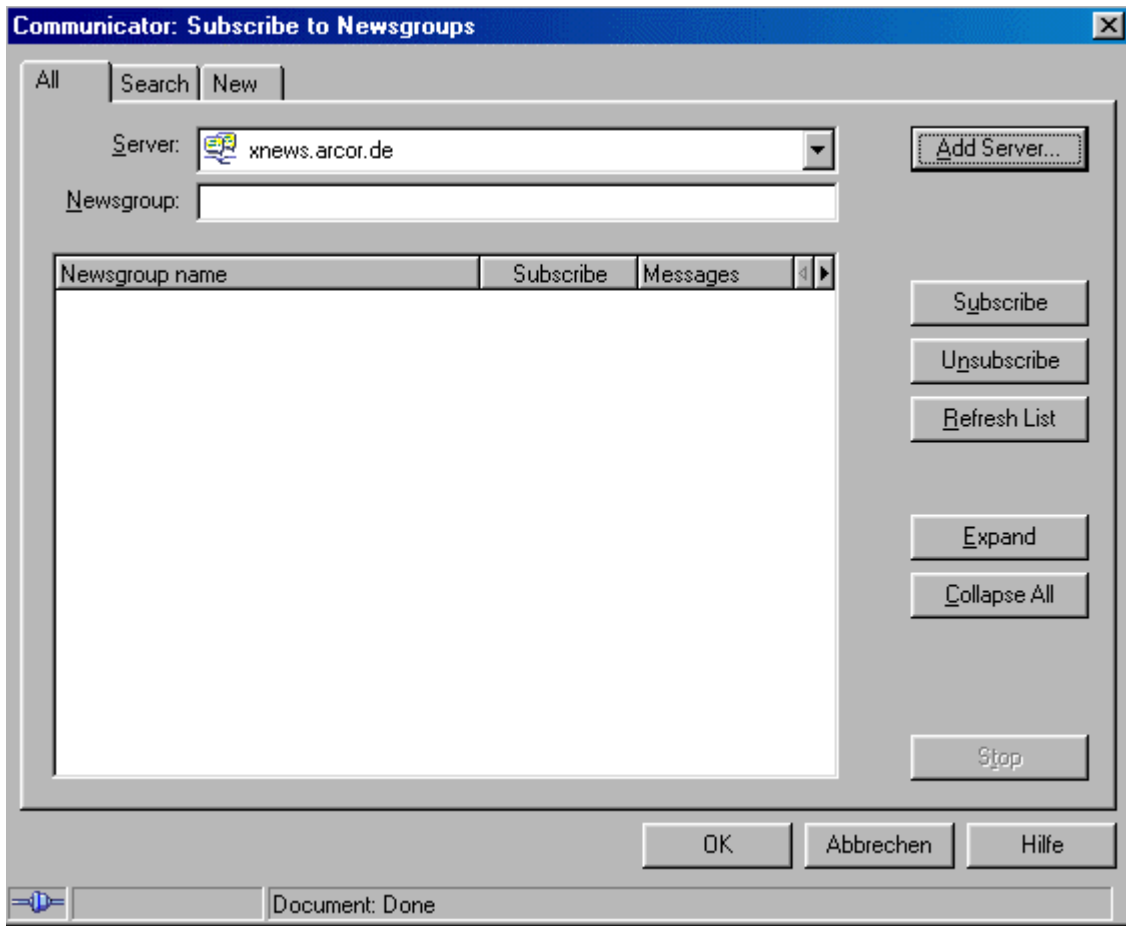 Communicator: Subscribe to Newsgroups
All Search New
Server: xnews.arcor.de Add Server...
Newsgroup:
Newsgroup name Subscribe Messages
Subscribe
Unsubscribe
Refresh List
Expand
Collapse All
Stop
OK Abbrechen Hilfe
Document: Done